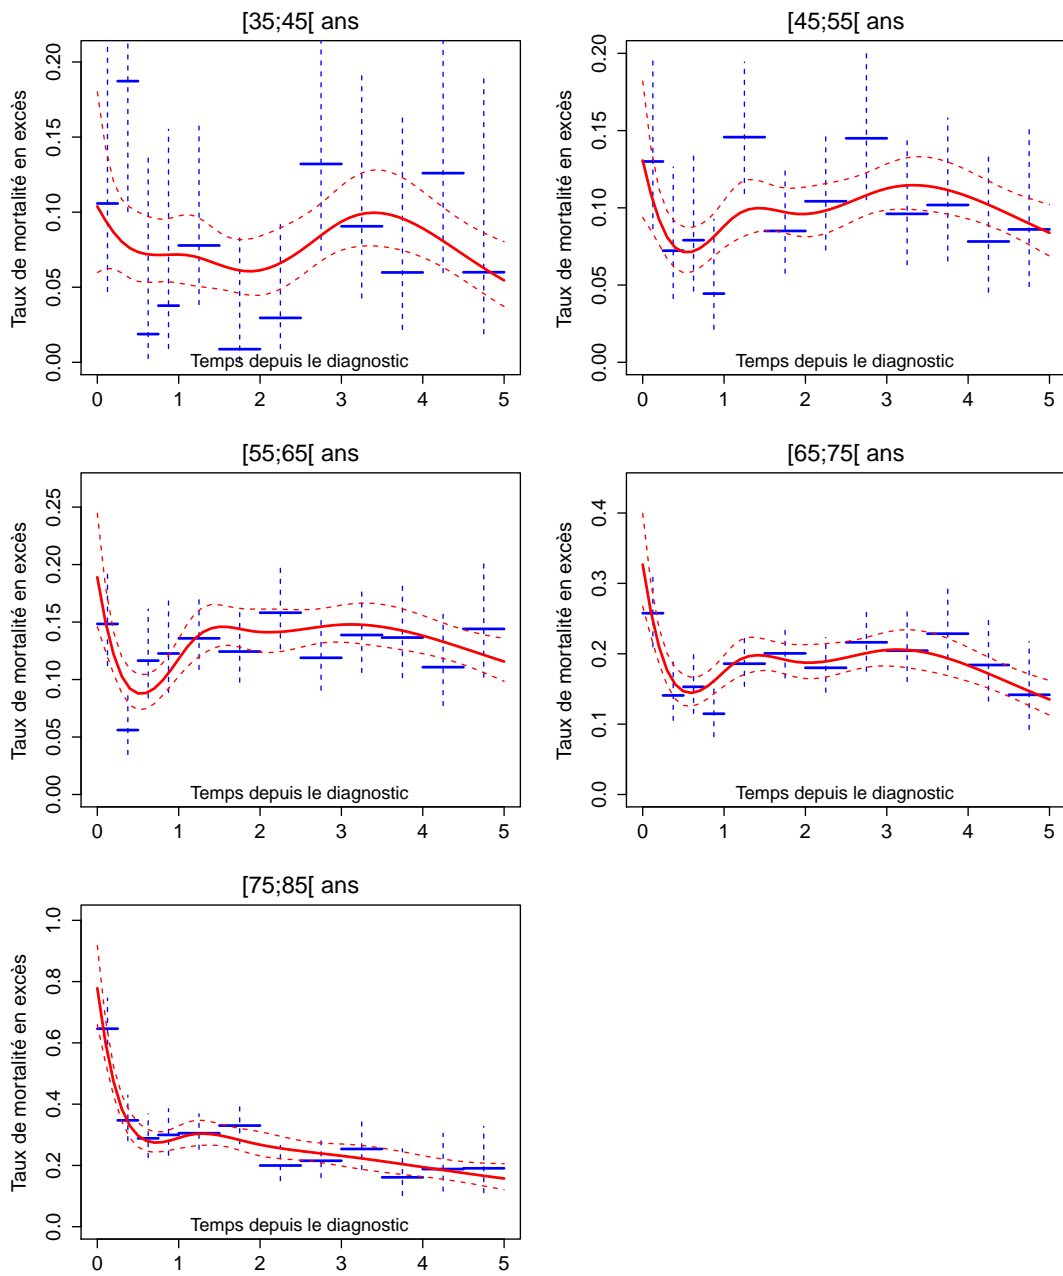 [35;45[ ans
Taux de mortalité en excès
0.20
0.15
0.10
0.05
0.00
Temps depuis le diagnostic
0 1 2 3 4 5
[45;55[ ans
Taux de mortalité en excès
0.20
0.15
0.10
0.05
0.00
Temps depuis le diagnostic
0 1 2 3 4 5
[55;65[ ans
Taux de mortalité en excès
0.25
0.20
0.15
0.10
0.05
0.00
Temps depuis le diagnostic
0 1 2 3 4 5
[65;75[ ans
Taux de mortalité en excès
0.4
0.3
0.2
0.1
0.0
Temps depuis le diagnostic
0 1 2 3 4 5
[75;85[ ans
Taux de mortalité en excès
1.0
0.8
0.6
0.4
0.2
0.0
Temps depuis le diagnostic
0 1 2 3 4 5